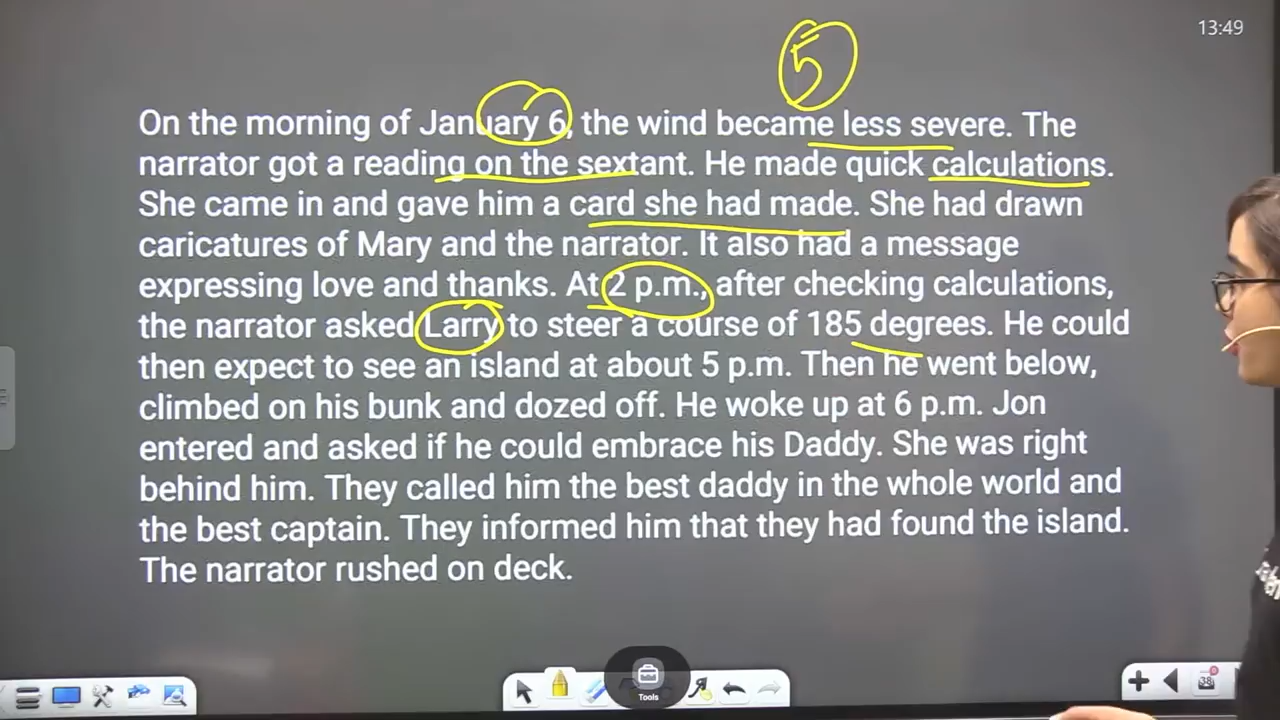 13:49
5
On the morning of January 6, the wind became less severe. The
narrator got a reading on the sextant. He made quick calculations.
She came in and gave him a card she had made. She had drawn
caricatures of Mary and the narrator. It also had a message
expressing love and thanks. At 2 p.m., after checking calculations,
the narrator asked Larry to steer a course of 185 degrees. He could
then expect to see an island at about 5 p.m. Then he went below,
climbed on his bunk and dozed off. He woke up at 6 p.m. Jon
entered and asked if he could embrace his Daddy. She was right
behind him. They called him the best daddy in the whole world and
the best captain. They informed him that they had found the island.
The narrator rushed on deck.
Tools